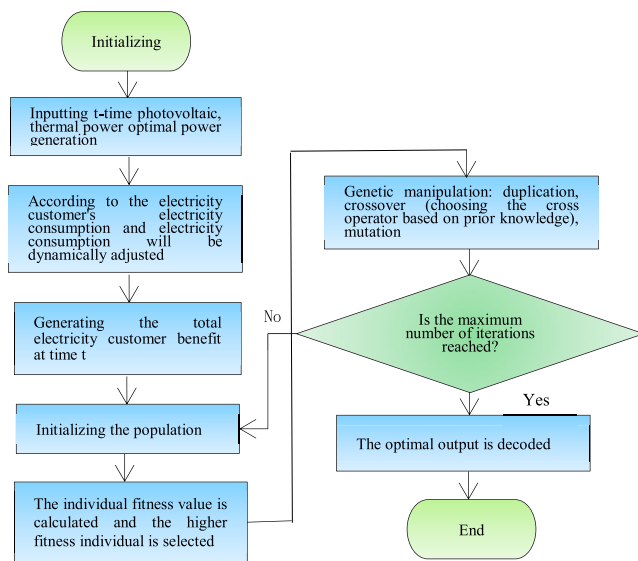 Initializing
Inputting t-time photovoltaic,
thermal power optimal power
generation
According to the electricity
customer's electricity
consumption and electricity
consumption will be
dynamically adjusted
Generating the total
electricity customer benefit
at time t
Initializing the population
The individual fitness value is
calculated and the higher
fitness individual is selected
Genetic manipulation: duplication,
crossover (choosing the cross
operator based on prior knowledge),
mutation
No
Is the maximum
number of iterations
reached?
Yes
The optimal output is decoded
End